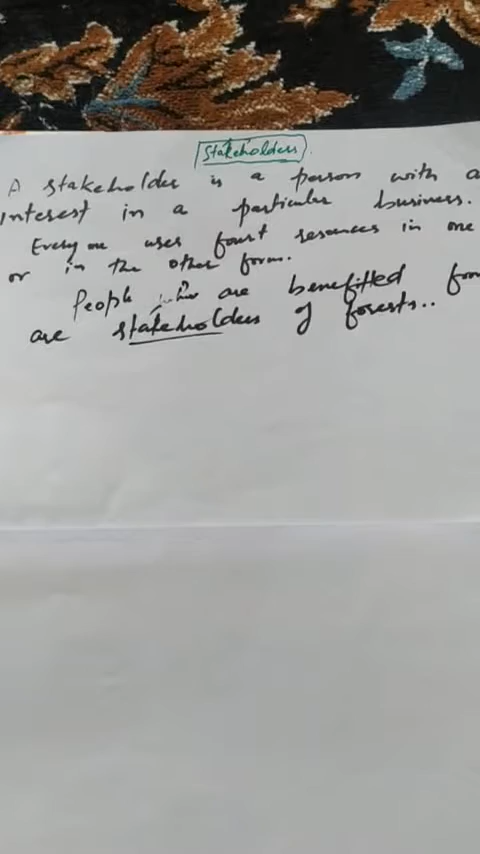 Stakeholders.
A stakeholder is a person with a
interest in a particular business.
Every one uses forest resources in one
or in the other form.
People who are benefitted
are stakeholders of forests..